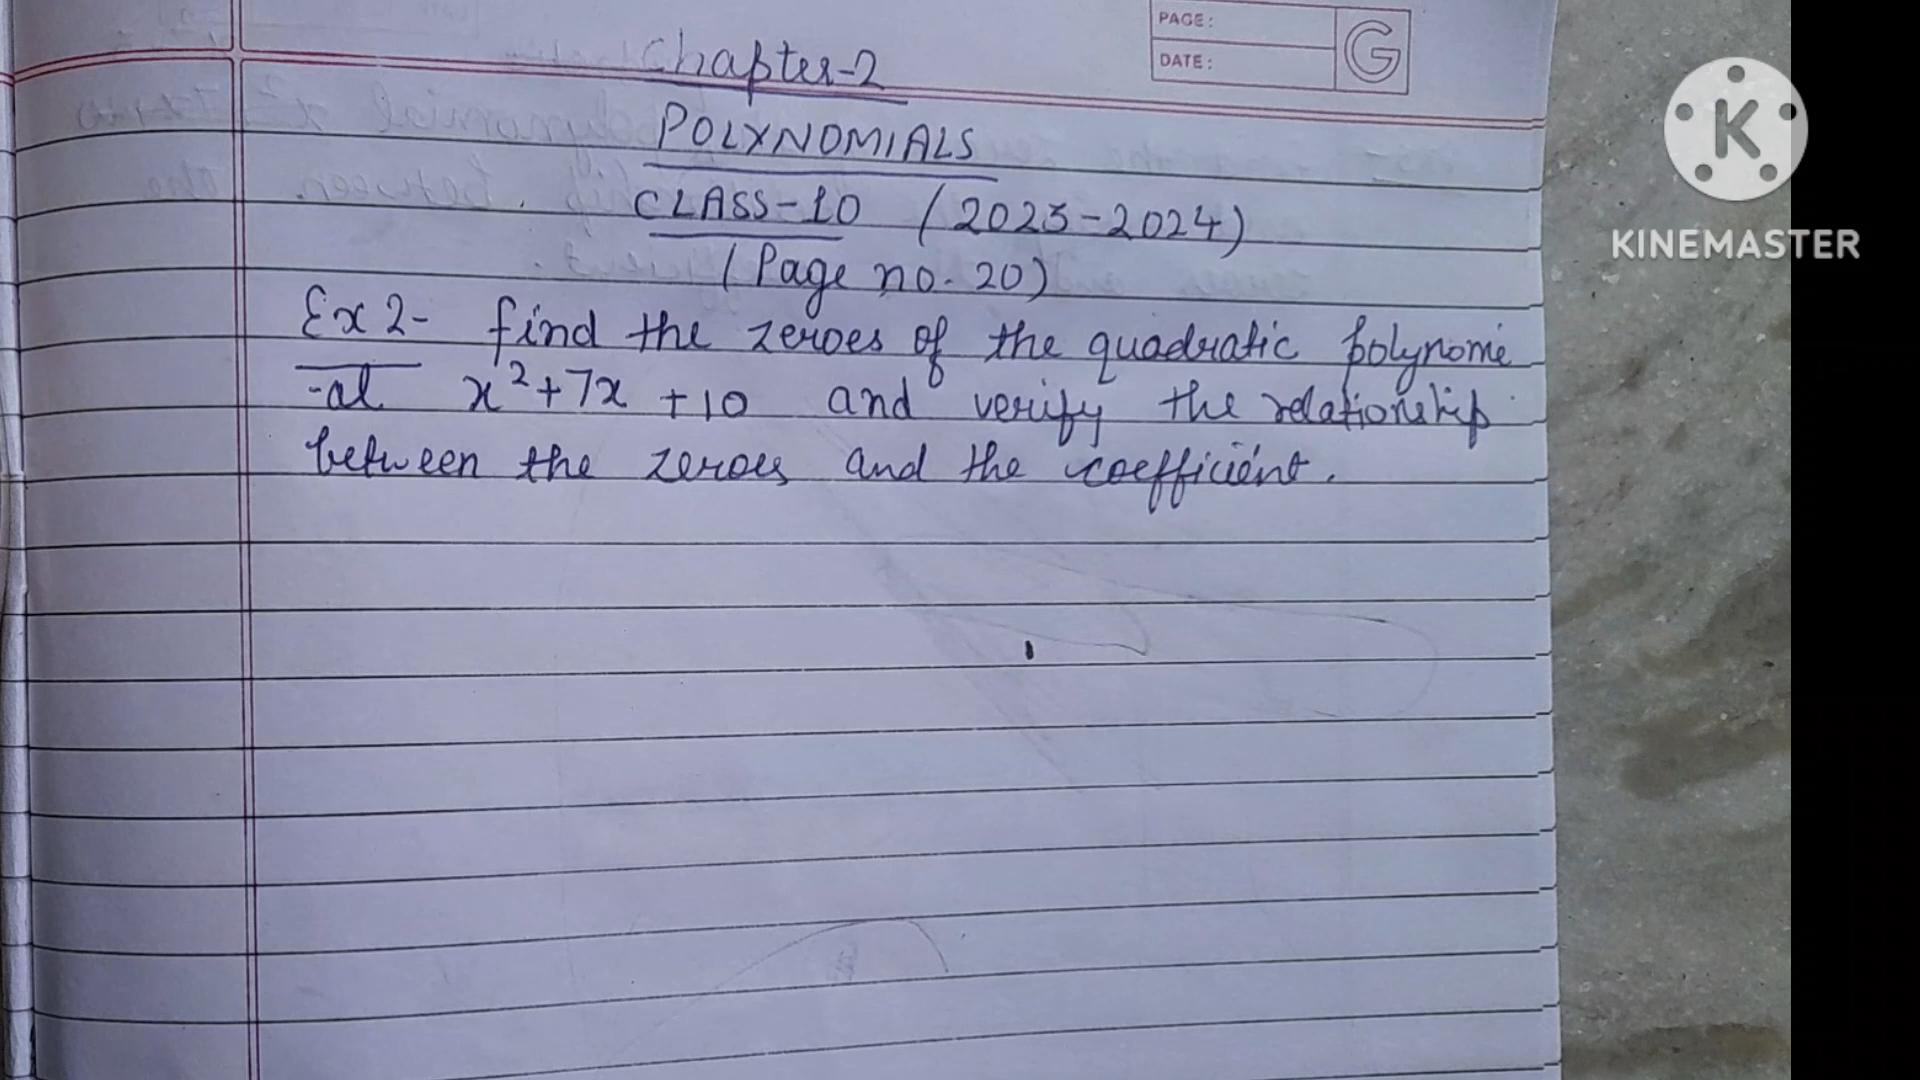 PAGE:
DATE:
G
Chapter-2
POLYNOMIALS
CLASS-10 (2023-2024)
(Page no. 20)
Ex 2- find the zeroes of the quadratic polynomi
-al x²+7x +10 and verify the relationship
between the zeroes and the coefficient.
K
KINEMASTER